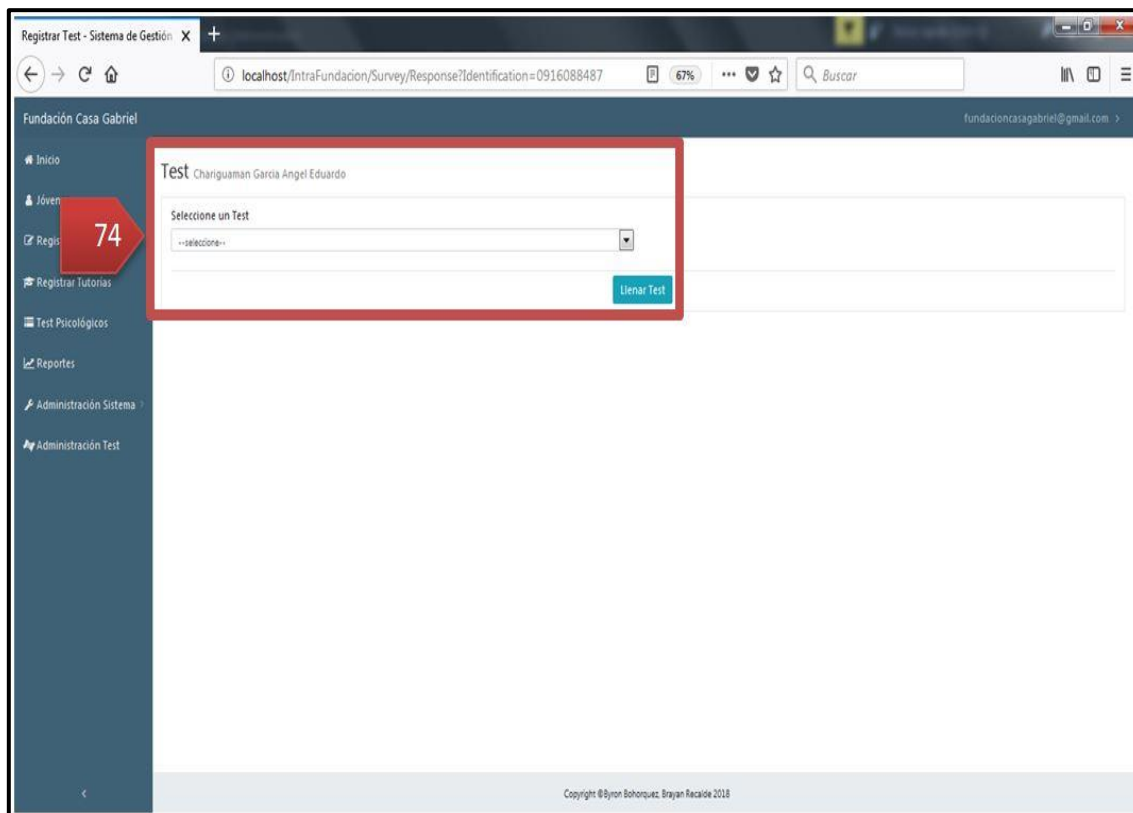 Registrar Test - Sistema de Gestión
localhost/IntraFundacion/Survey/Response?Identification=0916088487
67%
Buscar
Fundación Casa Gabriel
fundacioncasagabriel@gmail.com
Inicio
Test Chariguaman Garcia Angel Eduardo
Jóven
Seleccione un Test
Regis
74
--seleccione--
Registrar Tutorías
Llenar Test
Test Psicológicos
Reportes
Administración Sistema
Administración Test
Copyright ©Byron Bohorquez, Brayan Recalde 2018